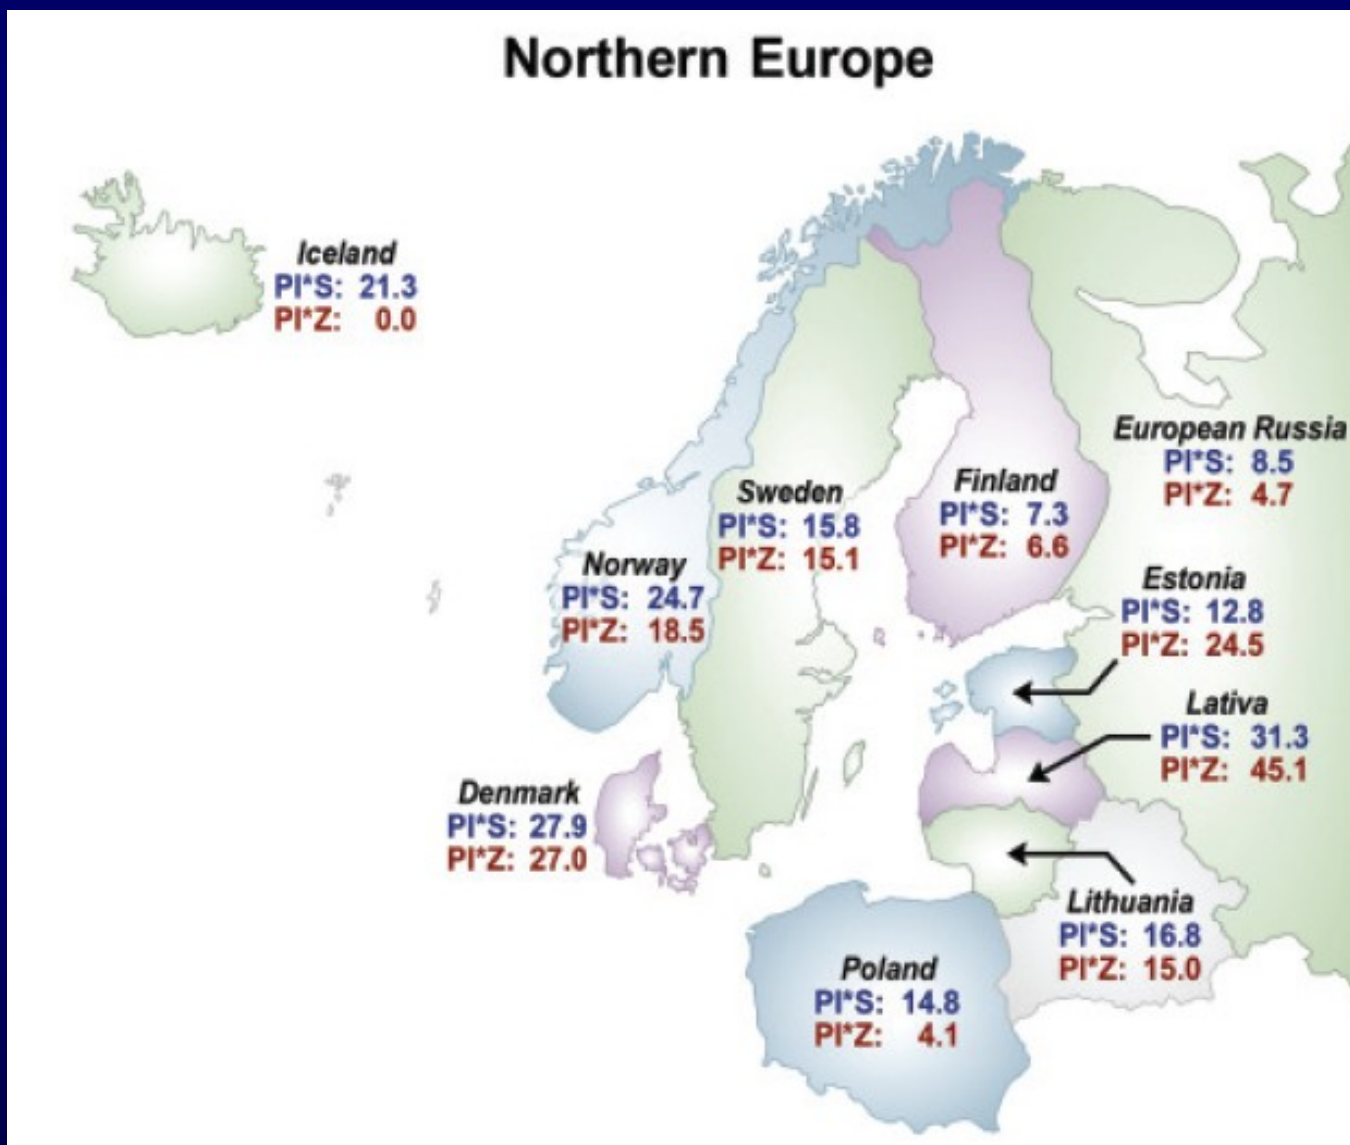 Northern Europe
Iceland
PI*S: 21.3
PI*Z: 0.0
European Russia
PI*S: 8.5
PI*Z: 4.7
Finland
PI*S: 7.3
PI*Z: 6.6
Sweden
PI*S: 15.8
PI*Z: 15.1
Norway
PI*S: 24.7
PI*Z: 18.5
Estonia
PI*S: 12.8
PI*Z: 24.5
Lativa
PI*S: 31.3
PI*Z: 45.1
Denmark
PI*S: 27.9
PI*Z: 27.0
Lithuania
PI*S: 16.8
PI*Z: 15.0
Poland
PI*S: 14.8
PI*Z: 4.1